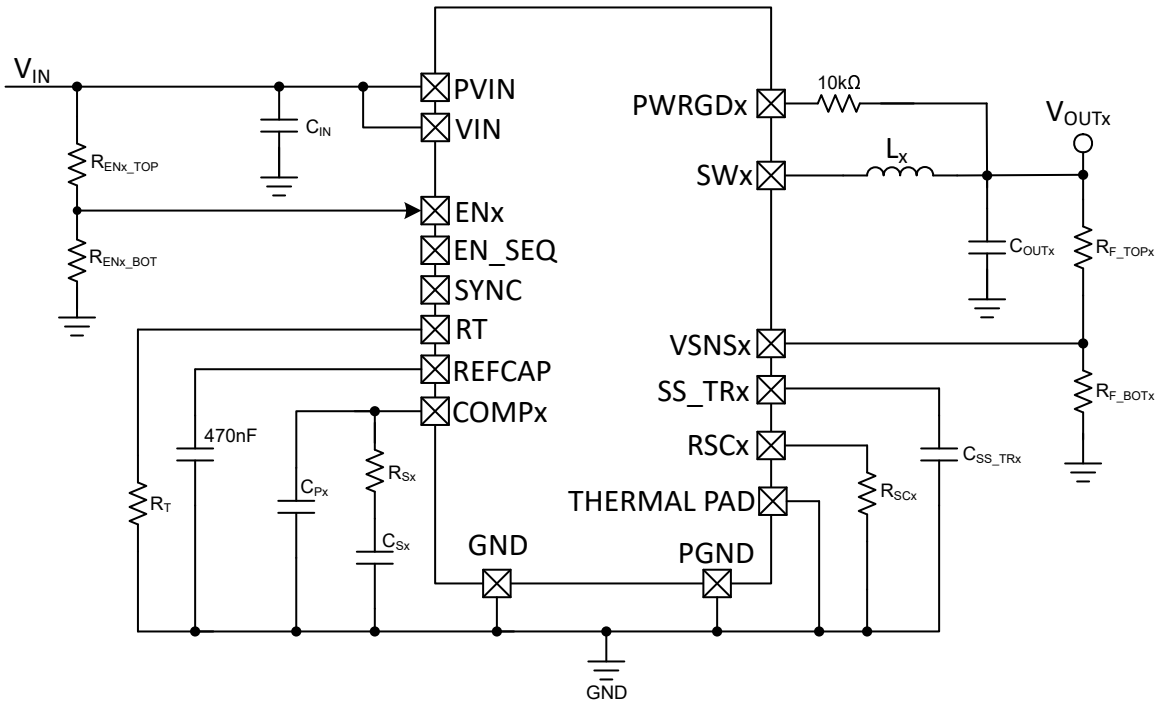 V_IN
PVIN
VIN
C_IN
R_ENx_TOP
R_ENx_BOT
ENx
EN_SEQ
SYNC
RT
REFCAP
COMPx
470nF
R_T
C_Px
R_Sx
C_Sx
GND
PGND
GND
PWRGDx
10kΩ
SWx
L_x
V_OUTx
C_OUTx
R_F_TOPx
VSNSx
R_F_BOTx
SS_TRx
C_SS_TRx
RSCx
R_SCx
THERMAL PAD